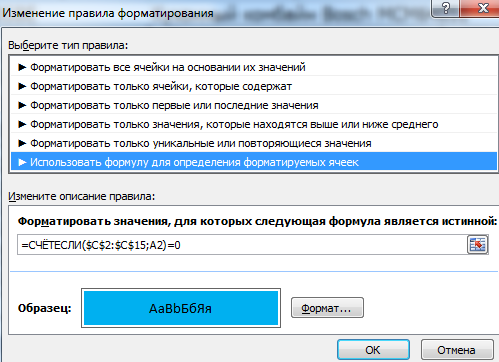 Изменение правила форматирования
Выберите тип правила:
► Форматировать все ячейки на основании их значений
► Форматировать только ячейки, которые содержат
► Форматировать только первые или последние значения
► Форматировать только значения, которые находятся выше или ниже среднего
► Форматировать только уникальные или повторяющиеся значения
► Использовать формулу для определения форматируемых ячеек
Измените описание правила:
Форматировать значения, для которых следующая формула является истинной:
=СЧЁТЕСЛИ($C$2:$C$15;A2)=0
Образец: АаВbБбЯя Формат...
ОК Отмена